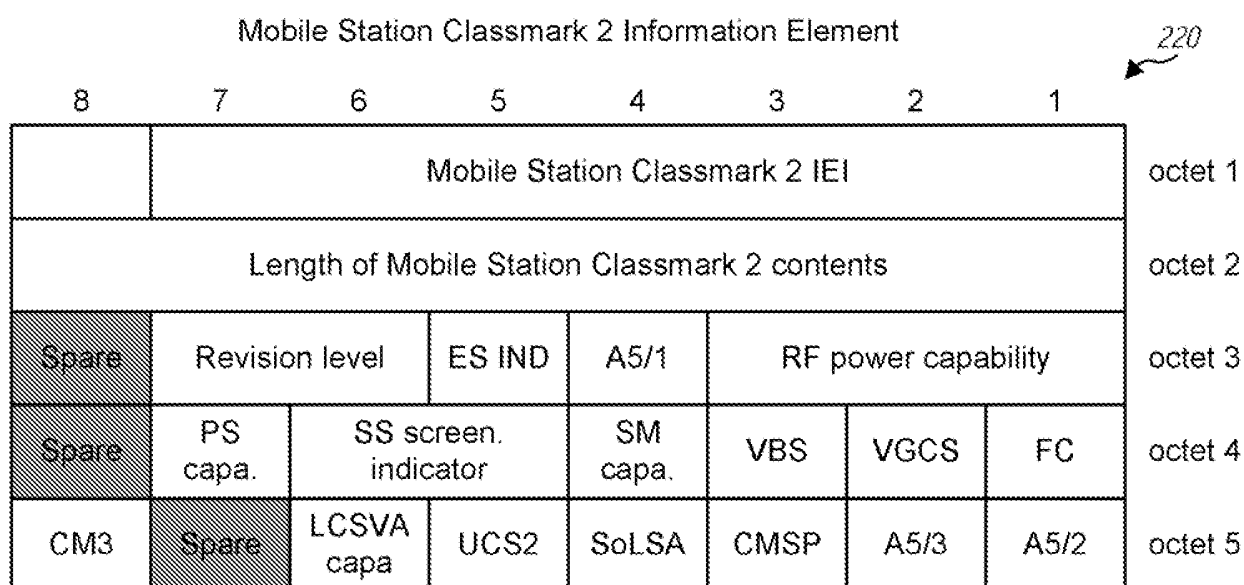 Mobile Station Classmark 2 Information Element
220
8 7 6 5 4 3 2 1
Mobile Station Classmark 2 IEI octet 1
Length of Mobile Station Classmark 2 contents octet 2
Spare Revision level ES IND A5/1 RF power capability octet 3
Spare PS capa. SS screen. indicator SM capa. VBS VGCS FC octet 4
CM3 Spare LCSVA capa UCS2 SoLSA CMSP A5/3 A5/2 octet 5